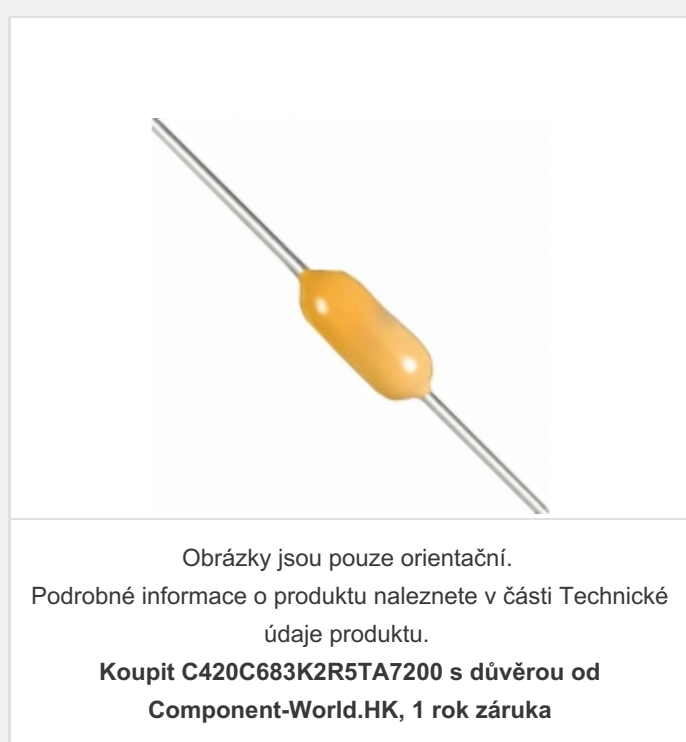 Obrázky jsou pouze orientační.
Podrobné informace o produktu naleznete v části Technické
údaje produktu.
Koupit C420C683K2R5TA7200 s důvěrou od
Component-World.HK, 1 rok záruka